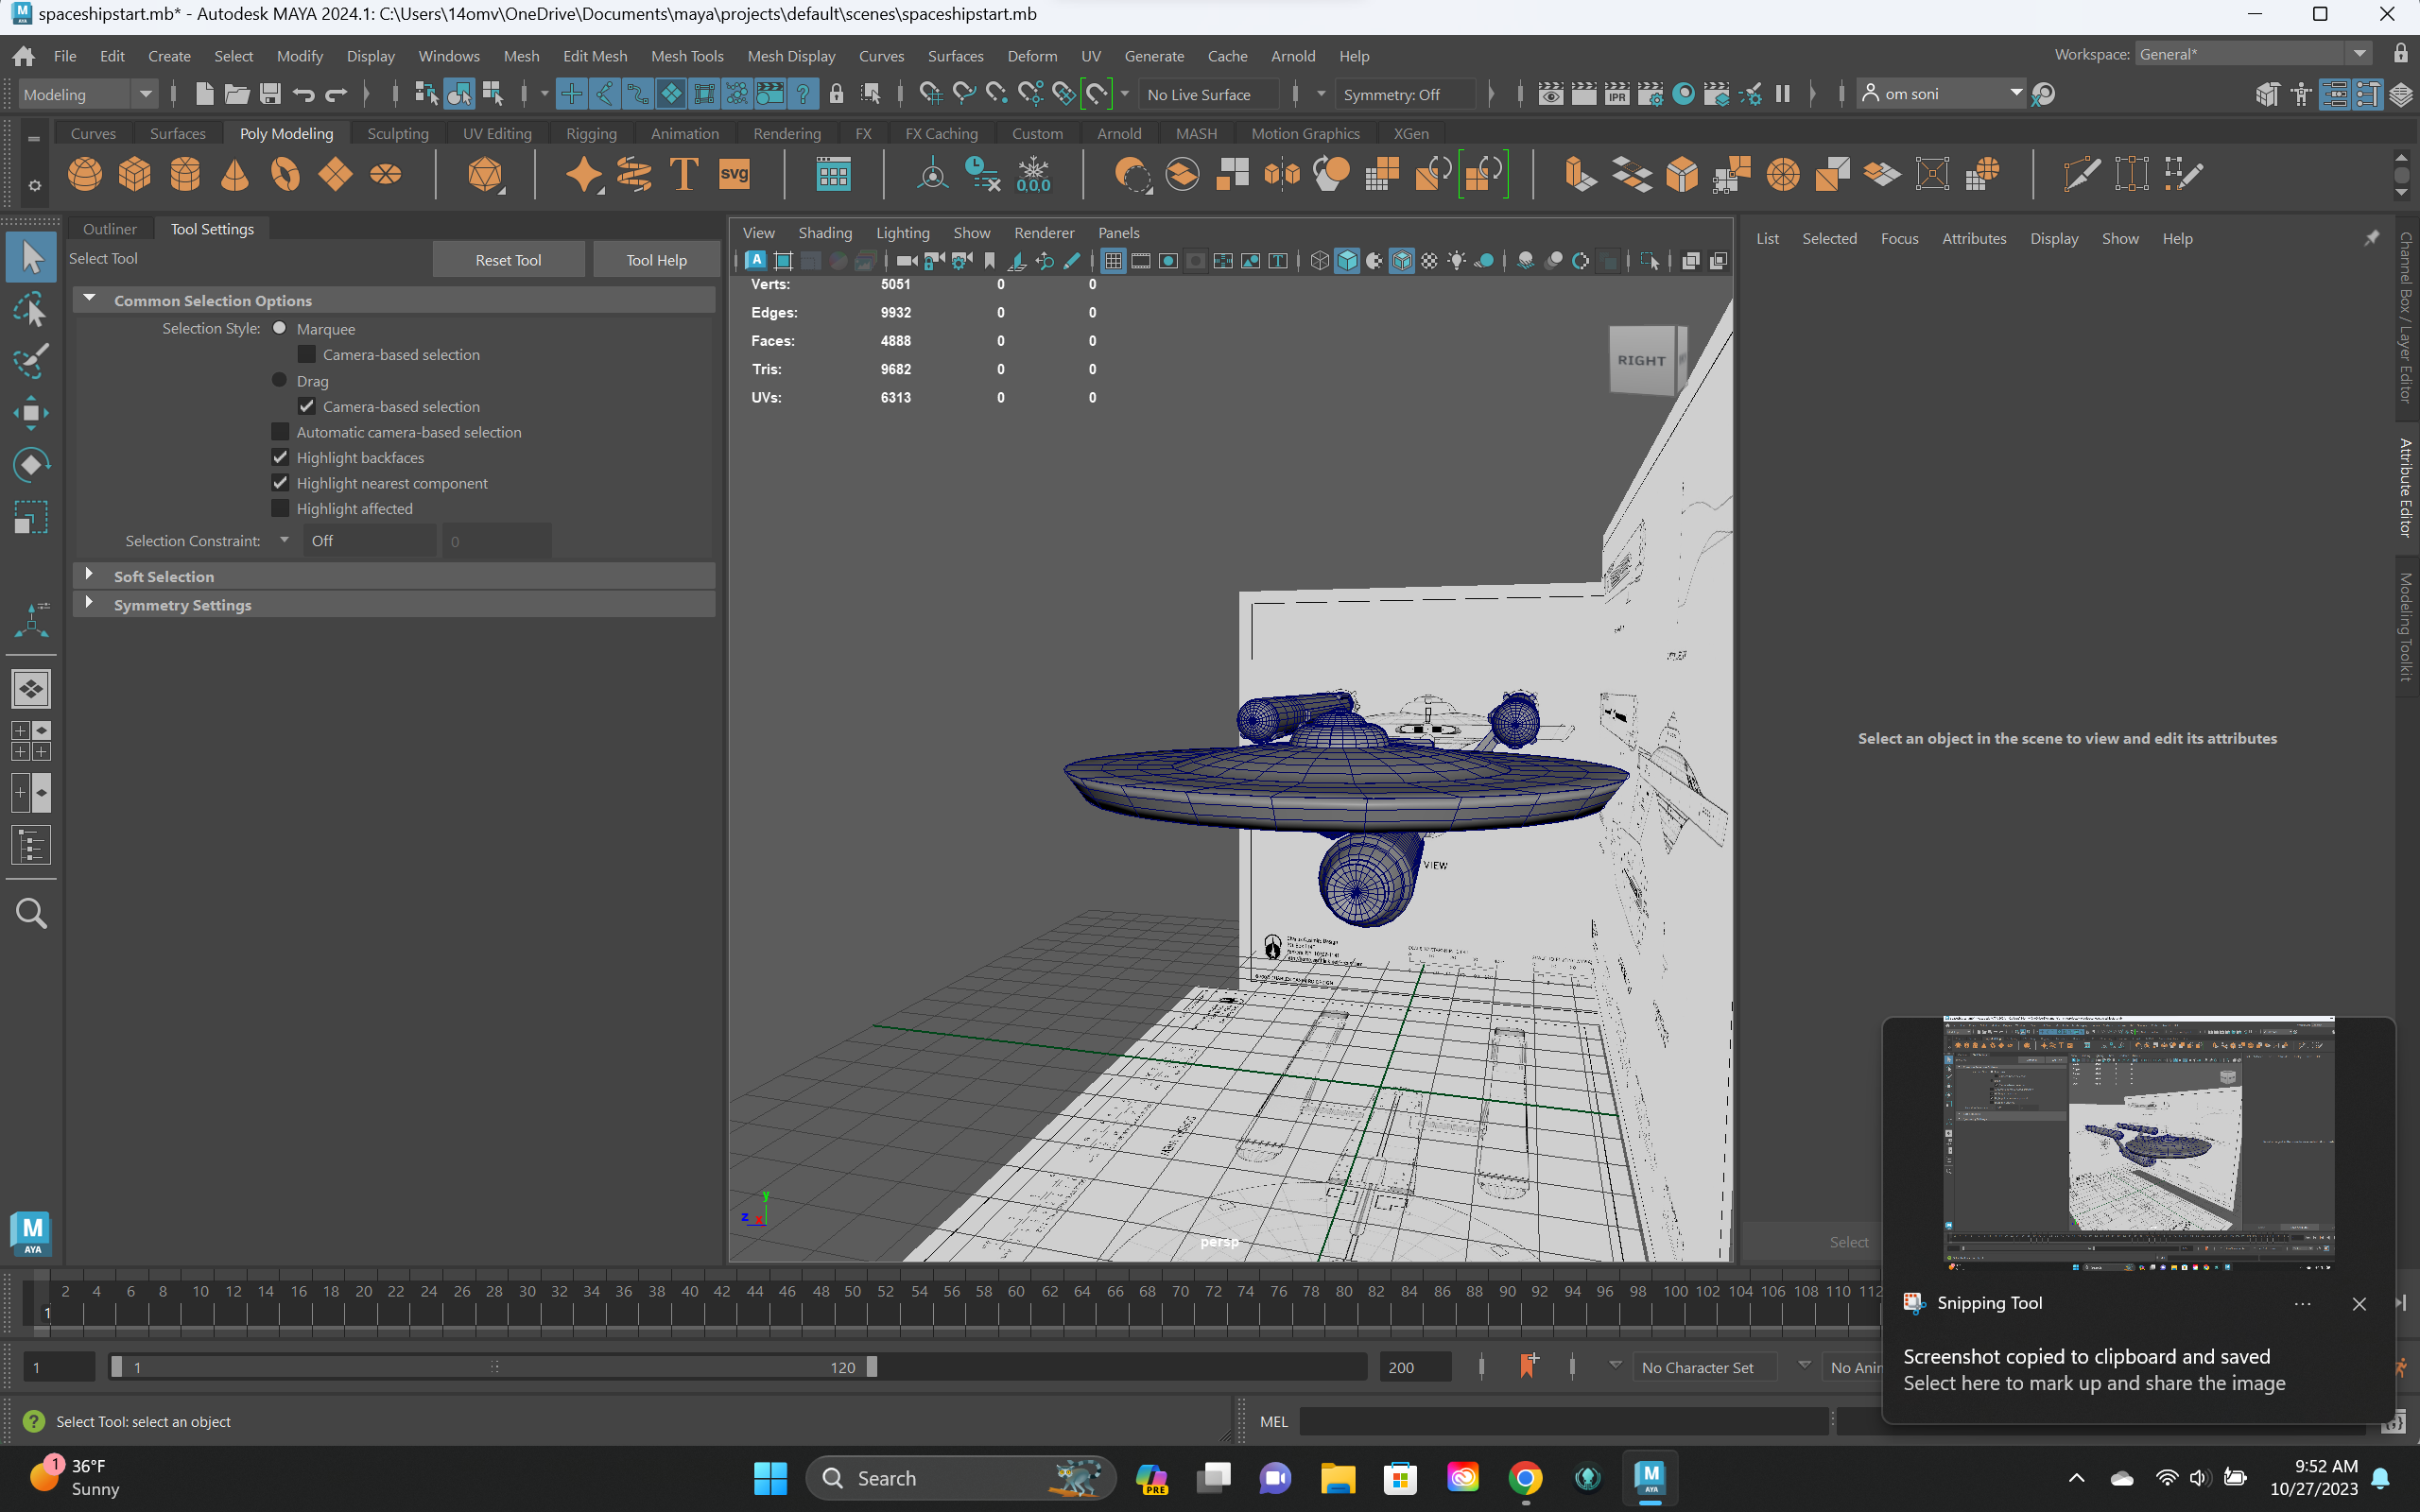 spaceshipstart.mb* - Autodesk MAYA 2024.1: C:\Users\14omv\OneDrive\Documents\maya\projects\default\scenes\spaceshipstart.mb
File Edit Create Select Modify Display Windows Mesh Edit Mesh Mesh Tools Mesh Display Curves Surfaces Deform UV Generate Cache Arnold Help
Workspace: General*
Modeling
No Live Surface
Symmetry: Off
IPR
om soni
Curves Surfaces Poly Modeling Sculpting UV Editing Rigging Animation Rendering FX FX Caching Custom Arnold MASH Motion Graphics XGen
svg
0,0,0
Outliner Tool Settings
Select Tool
Reset Tool
Tool Help
Common Selection Options
Selection Style: Marquee
Camera-based selection
Drag
Camera-based selection
Automatic camera-based selection
Highlight backfaces
Highlight nearest component
Highlight affected
Selection Constraint: Off 0
Soft Selection
Symmetry Settings
View Shading Lighting Show Renderer Panels
Verts: 5051 0 0
Edges: 9932 0 0
Faces: 4888 0 0
Tris: 9682 0 0
UVs: 6313 0 0
RIGHT
VIEW
y
z x
persp
List Selected Focus Attributes Display Show Help
Select an object in the scene to view and edit its attributes
Select
Channel Box / Layer Editor
Attribute Editor
Modeling Toolkit
M
AYA
2 4 6 8 10 12 14 16 18 20 22 24 26 28 30 32 34 36 38 40 42 44 46 48 50 52 54 56 58 60 62 64 66 68 70 72 74 76 78 80 82 84 86 88 90 92 94 96 98 100 102 104 106 108 110 112
1
1
1 120
200
No Character Set
No Anim
Select Tool: select an object
MEL
Snipping Tool
Screenshot copied to clipboard and saved
Select here to mark up and share the image
1
36°F
Sunny
Search
PRE
M
AYA
9:52 AM
10/27/2023